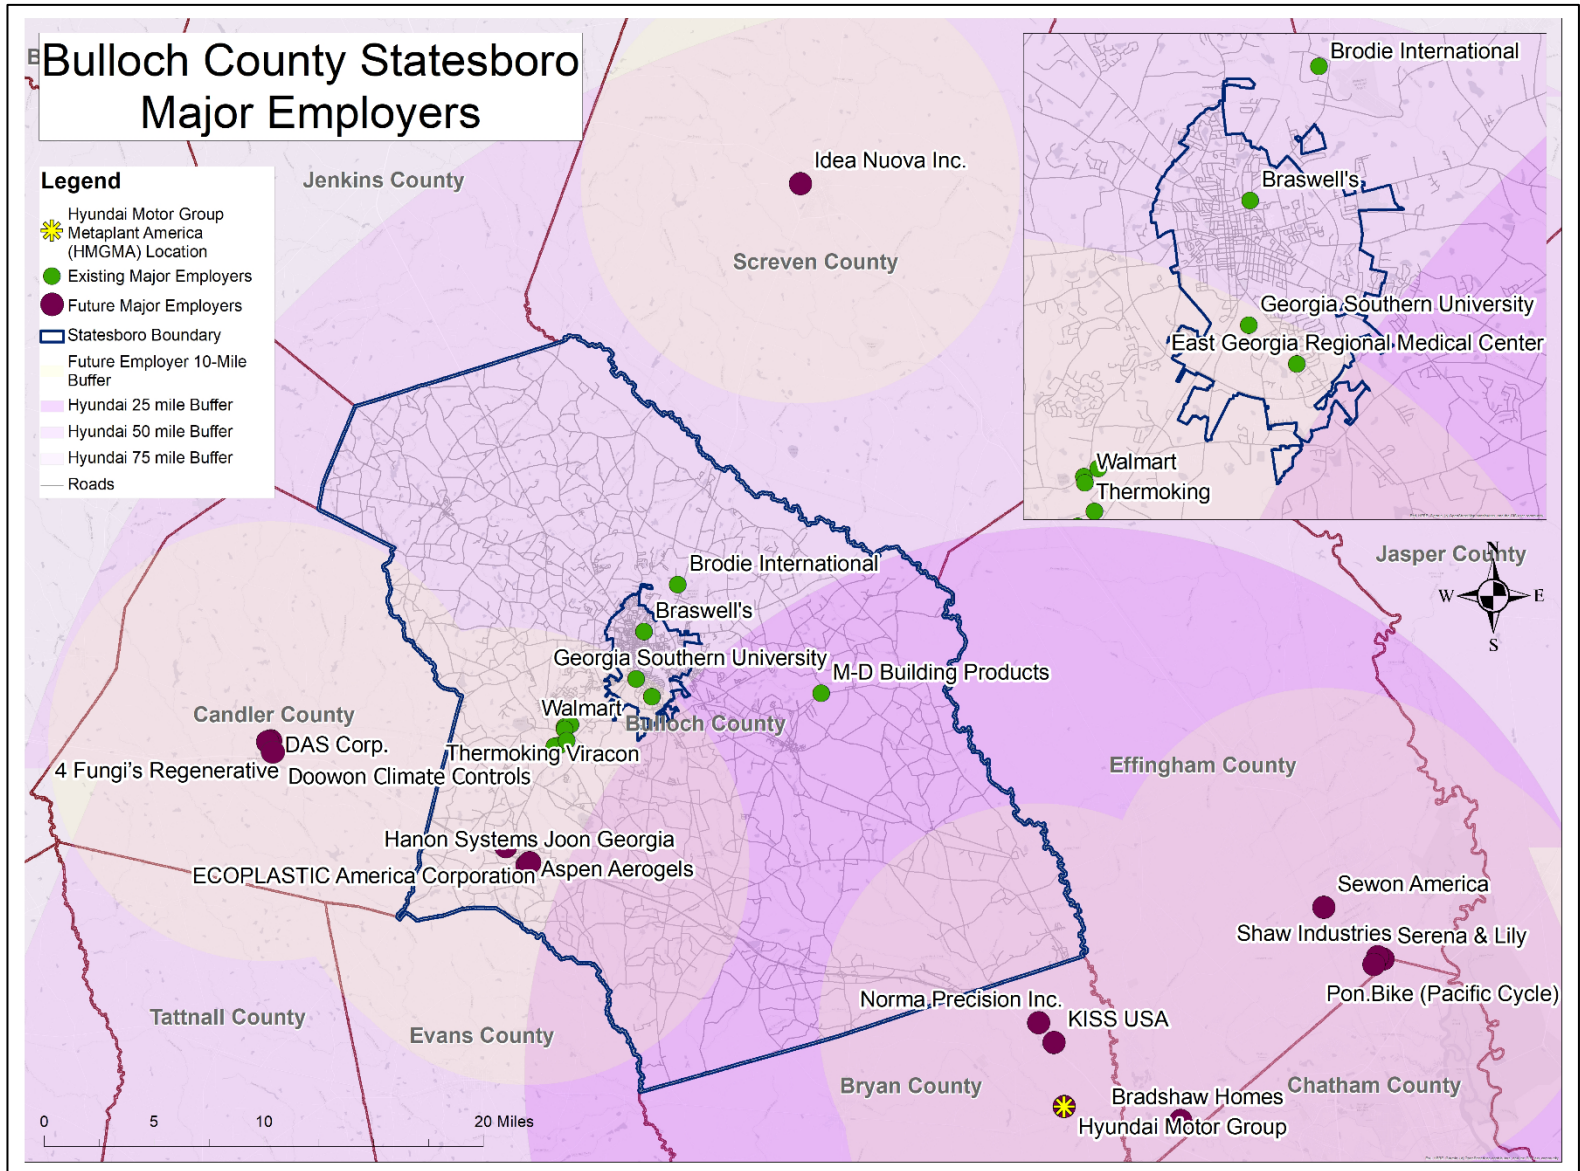 Bulloch County Statesboro
Major Employers
B
Legend
Hyundai Motor Group
Metaplant America
(HMGMA) Location
Existing Major Employers
Future Major Employers
Statesboro Boundary
Future Employer 10-Mile
Buffer
Hyundai 25 mile Buffer
Hyundai 50 mile Buffer
Hyundai 75 mile Buffer
Roads
Jenkins County
Idea Nuova Inc.
Screven County
Brodie International
Braswell's
Georgia Southern University
East Georgia Regional Medical Center
Walmart
Thermoking
Jasper County
N
W
E
S
Brodie International
Braswell's
Georgia Southern University
M-D Building Products
Walmart
Bulloch County
Thermoking
Viracon
Candler County
DAS Corp.
4 Fungi's Regenerative
Doowon Climate Controls
Effingham County
Hanon Systems
Joon Georgia
ECOPLASTIC America Corporation
Aspen Aerogels
Sewon America
Shaw Industries
Serena & Lily
Pon.Bike (Pacific Cycle)
Norma Precision Inc.
KISS USA
Tattnall County
Evans County
Bryan County
Chatham County
Bradshaw Homes
Hyundai Motor Group
0
5
10
20 Miles